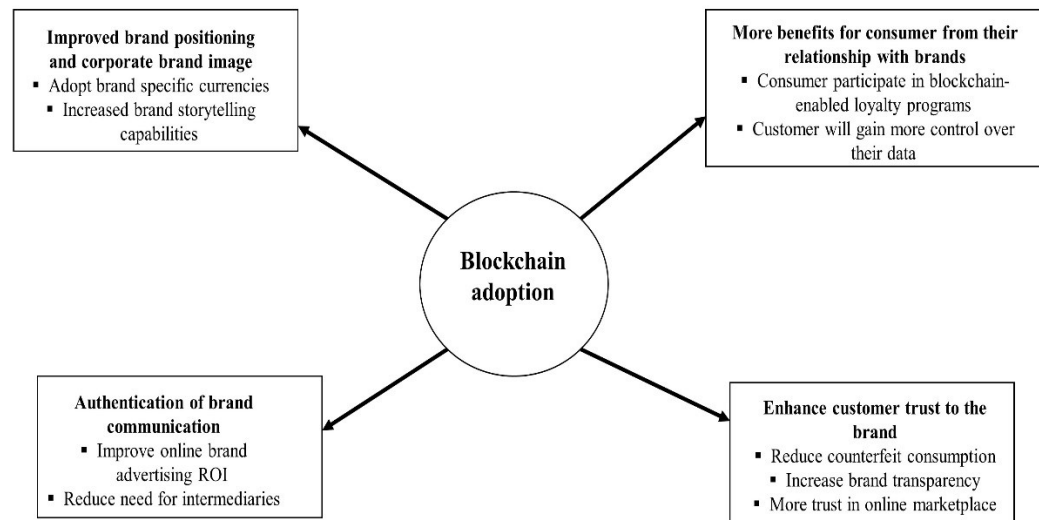 Improved brand positioning
and corporate brand image
▪ Adopt brand specific currencies
▪ Increased brand storytelling
capabilities
More benefits for consumer from their
relationship with brands
▪ Consumer participate in blockchain-
enabled loyalty programs
▪ Customer will gain more control over
their data
Blockchain
adoption
Authentication of brand
communication
▪ Improve online brand
advertising ROI
▪ Reduce need for intermediaries
Enhance customer trust to the
brand
▪ Reduce counterfeit consumption
▪ Increase brand transparency
▪ More trust in online marketplace